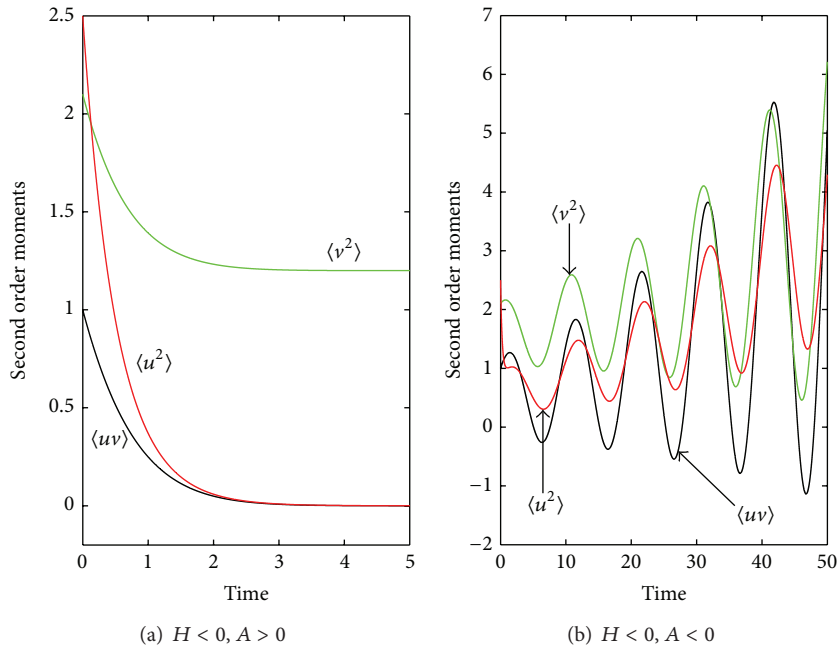 2.5
2
1.5
1
0.5
0
0 1 2 3 4 5
Second order moments
Time
⟨v²⟩
⟨u²⟩
⟨uv⟩
(a) H < 0, A > 0
7
6
5
4
3
2
1
0
−1
−2
0 10 20 30 40 50
Second order moments
Time
⟨v²⟩
⟨u²⟩
⟨uv⟩
(b) H < 0, A < 0